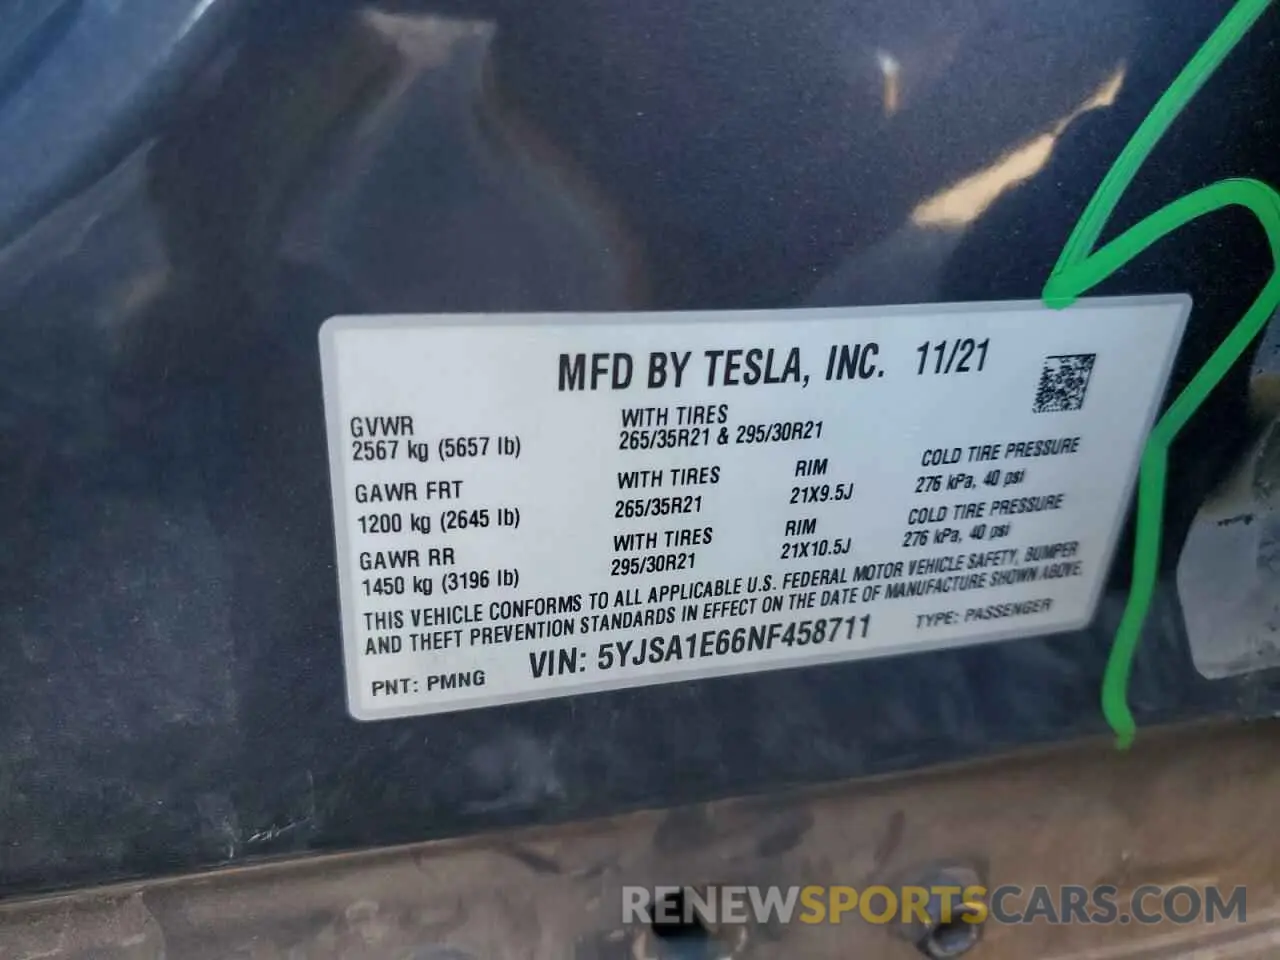 MFD BY TESLA, INC. 11/21
GVWR
2567 kg (5657 lb)
WITH TIRES
265/35R21 & 295/30R21
GAWR FRT
1200 kg (2645 lb)
WITH TIRES
265/35R21
RIM
21X9.5J
COLD TIRE PRESSURE
276 kPa, 40 psi
GAWR RR
1450 kg (3196 lb)
WITH TIRES
295/30R21
RIM
21X10.5J
COLD TIRE PRESSURE
276 kPa, 40 psi
THIS VEHICLE CONFORMS TO ALL APPLICABLE U.S. FEDERAL MOTOR VEHICLE SAFETY, BUMPER
AND THEFT PREVENTION STANDARDS IN EFFECT ON THE DATE OF MANUFACTURE SHOWN ABOVE.
PNT: PMNG VIN: 5YJSA1E66NF458711 TYPE: PASSENGER
RENEWSPORTSCARS.COM